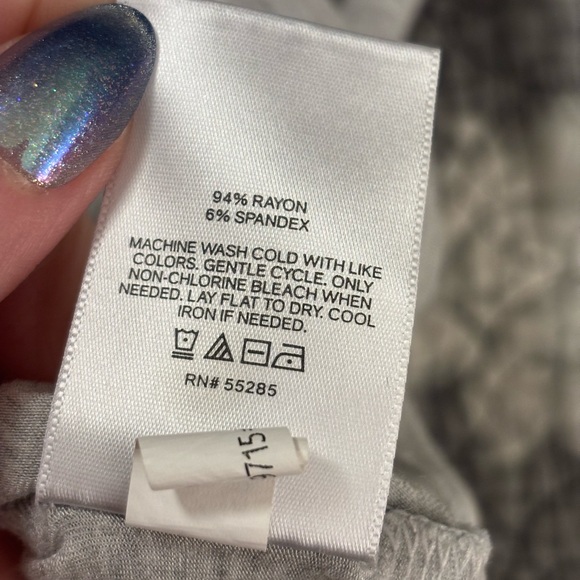 94% RAYON
6% SPANDEX
MACHINE WASH COLD WITH LIKE
COLORS. GENTLE CYCLE. ONLY
NON-CHLORINE BLEACH WHEN
NEEDED. LAY FLAT TO DRY. COOL
IRON IF NEEDED.
RN# 55285